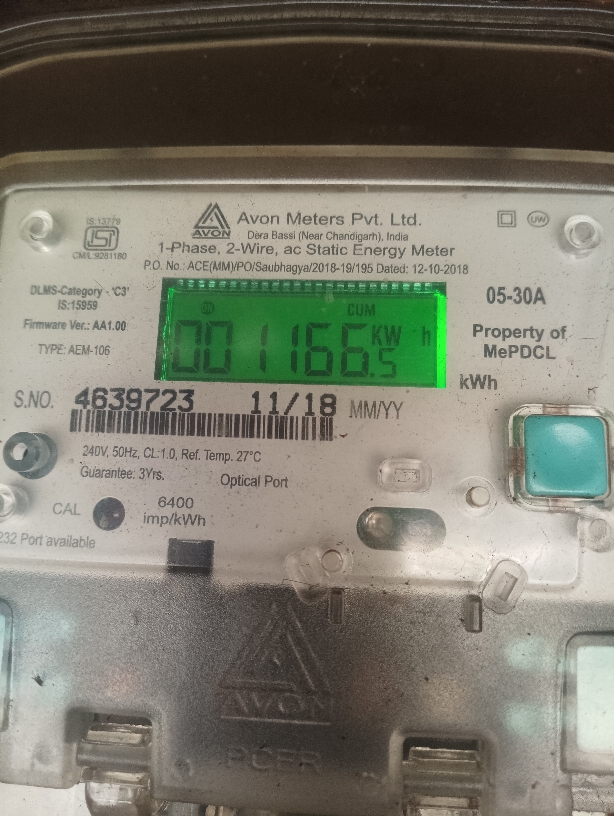 IS:13779
ISI
CM/L:9281180
AVON
Avon Meters Pvt. Ltd.
Dera Bassi (Near Chandigarh), India
1-Phase, 2-Wire, ac Static Energy Meter
P.O. No.: ACE(MM)/PO/Saubhagya/2018-19/195 Dated: 12-10-2018
UW
DLMS-Category - 'C3'
IS:15959
Firmware Ver.: AA1.00
TYPE: AEM-106
CUM
001166.5 KW h
05-30A
Property of
MePDCL
kWh
S.NO. 4639723 11/18 MM/YY
240V, 50Hz, CL:1.0, Ref. Temp. 27°C
Guarantee: 3Yrs. Optical Port
CAL
6400
imp/kWh
232 Port available
AVON